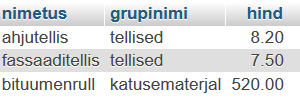 nimetus grupinimi hind
ahjutellis tellised 8.20
fassaaditellis tellised 7.50
bituumenrull katusematerjal 520.00